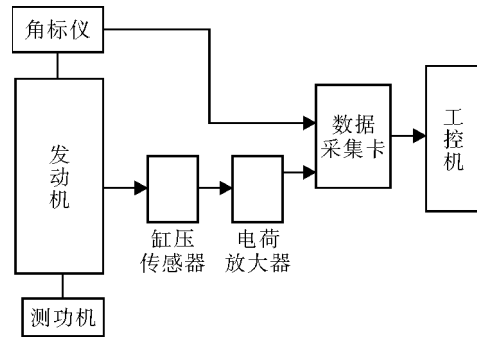 角标仪
发动机
测功机
缸压
传感器
电荷
放大器
数据
采集卡
工控机